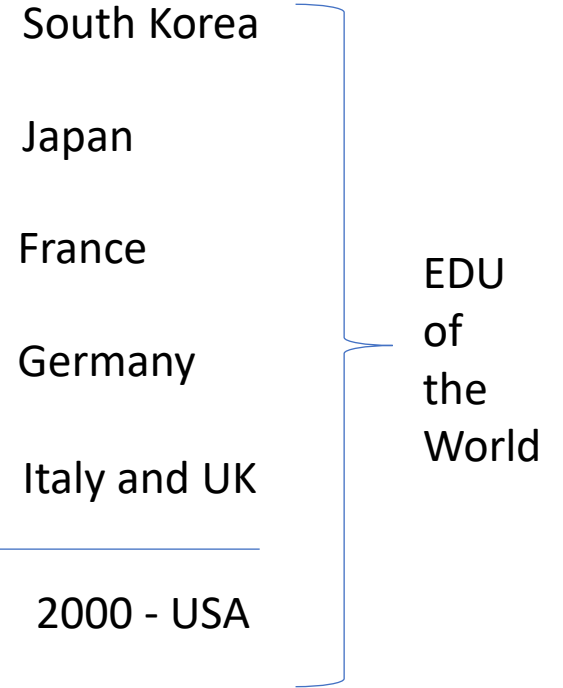 South Korea
Japan
France
Germany
Italy and UK
2000 - USA
EDU
of
the
World